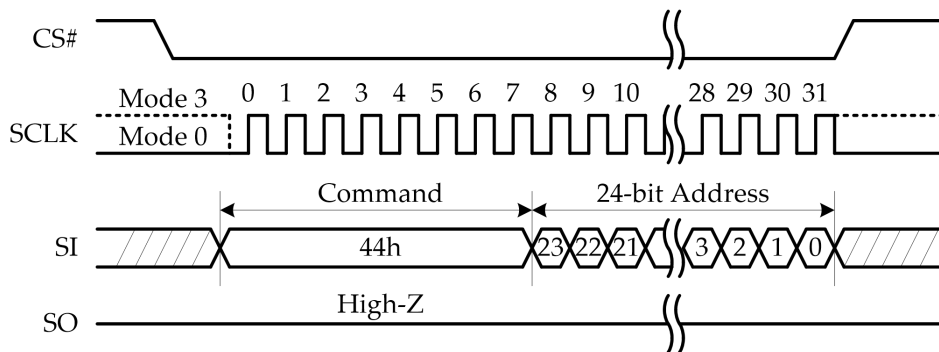 CS#
Mode 3 0 1 2 3 4 5 6 7 8 9 10 28 29 30 31
SCLK Mode 0
Command 24-bit Address
SI 44h 23 22 21 3 2 1 0
High-Z
SO